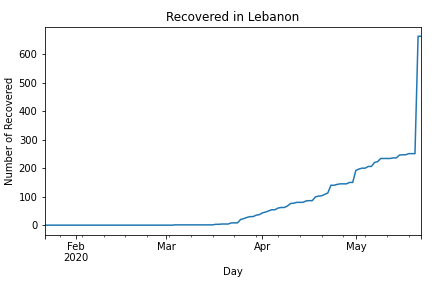 Recovered in Lebanon
Number of Recovered
600
500
400
300
200
100
0
Feb
2020
Mar
Apr
May
Day